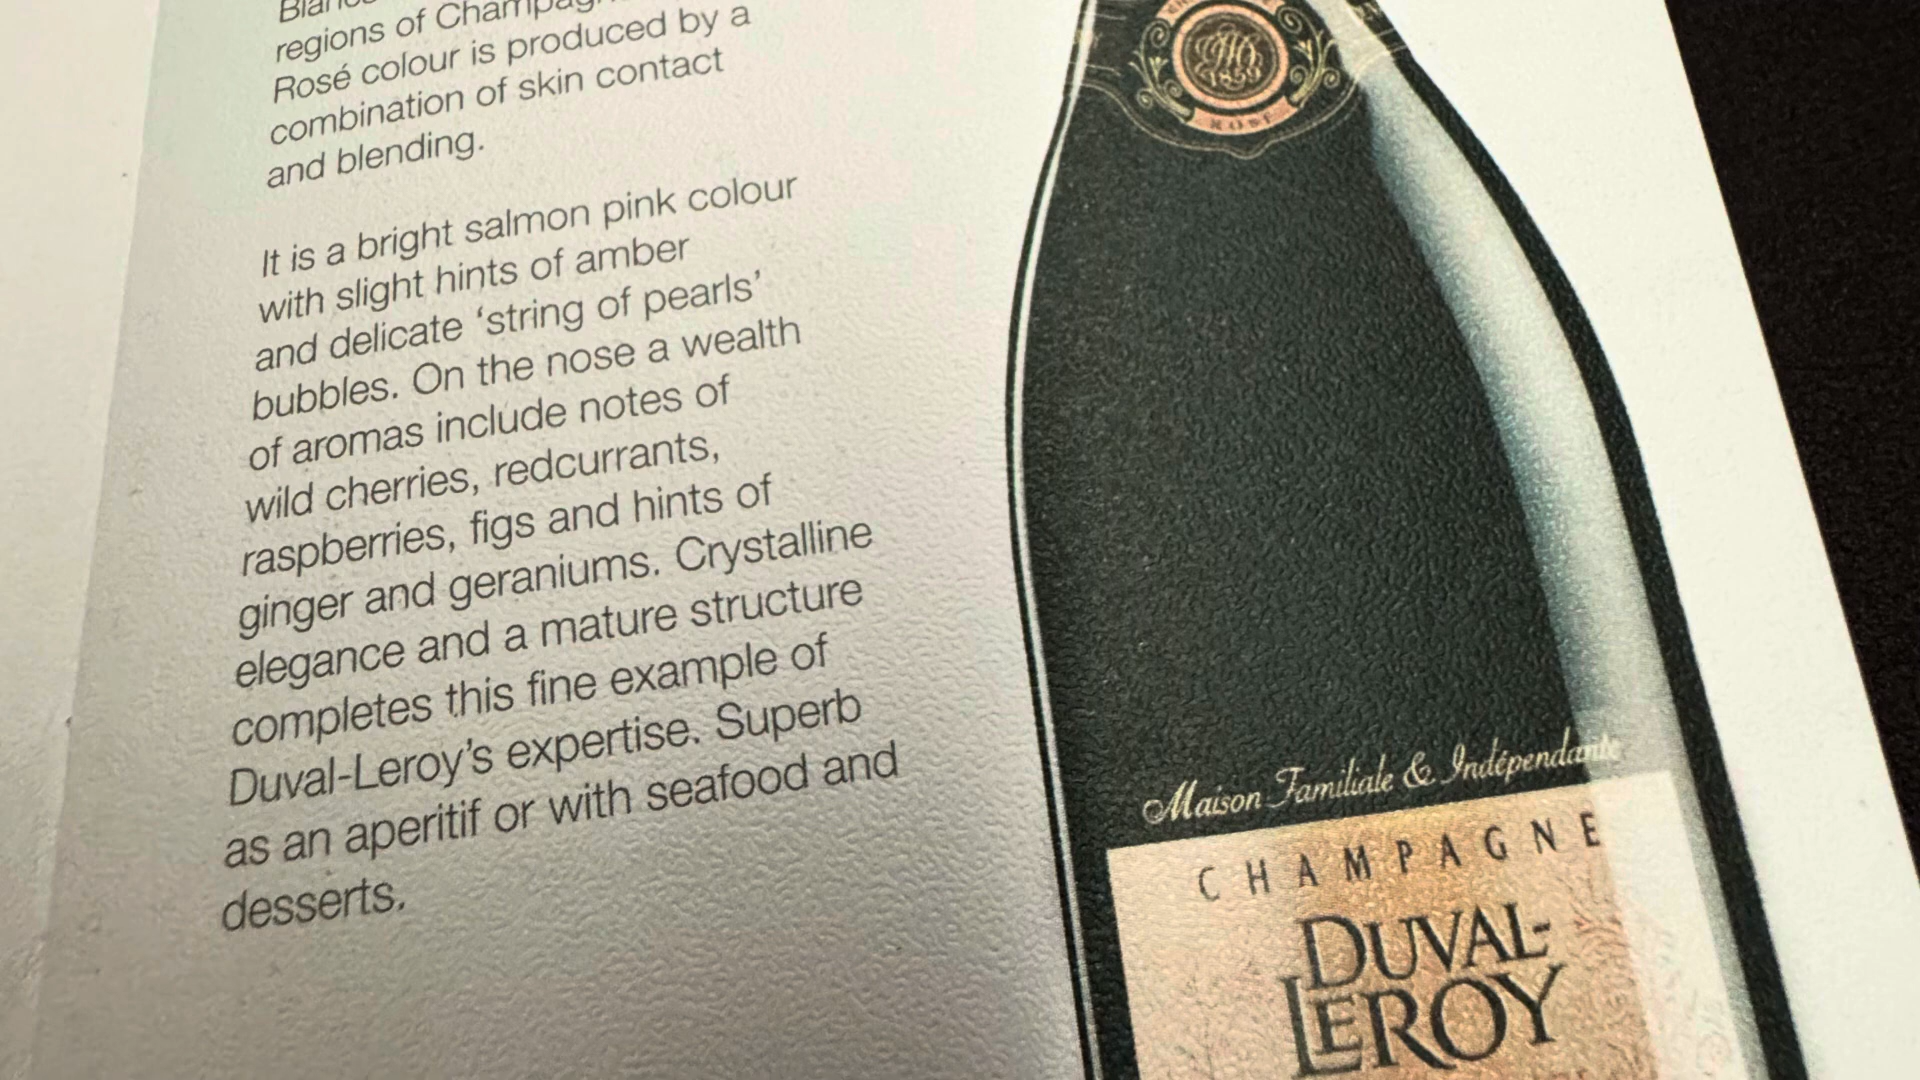 regions of
Rosé colour is produced by a
combination of skin contact
and blending.
It is a bright salmon pink colour
with slight hints of amber
and delicate ‘string of pearls’
bubbles. On the nose a wealth
of aromas include notes of
wild cherries, redcurrants,
raspberries, figs and hints of
ginger and geraniums. Crystalline
elegance and a mature structure
completes this fine example of
Duval-Leroy’s expertise. Superb
as an aperitif or with seafood and
desserts.
1859
ROSÉ
Maison Familiale & Indépendante
CHAMPAGNE
DUVAL-
LEROY